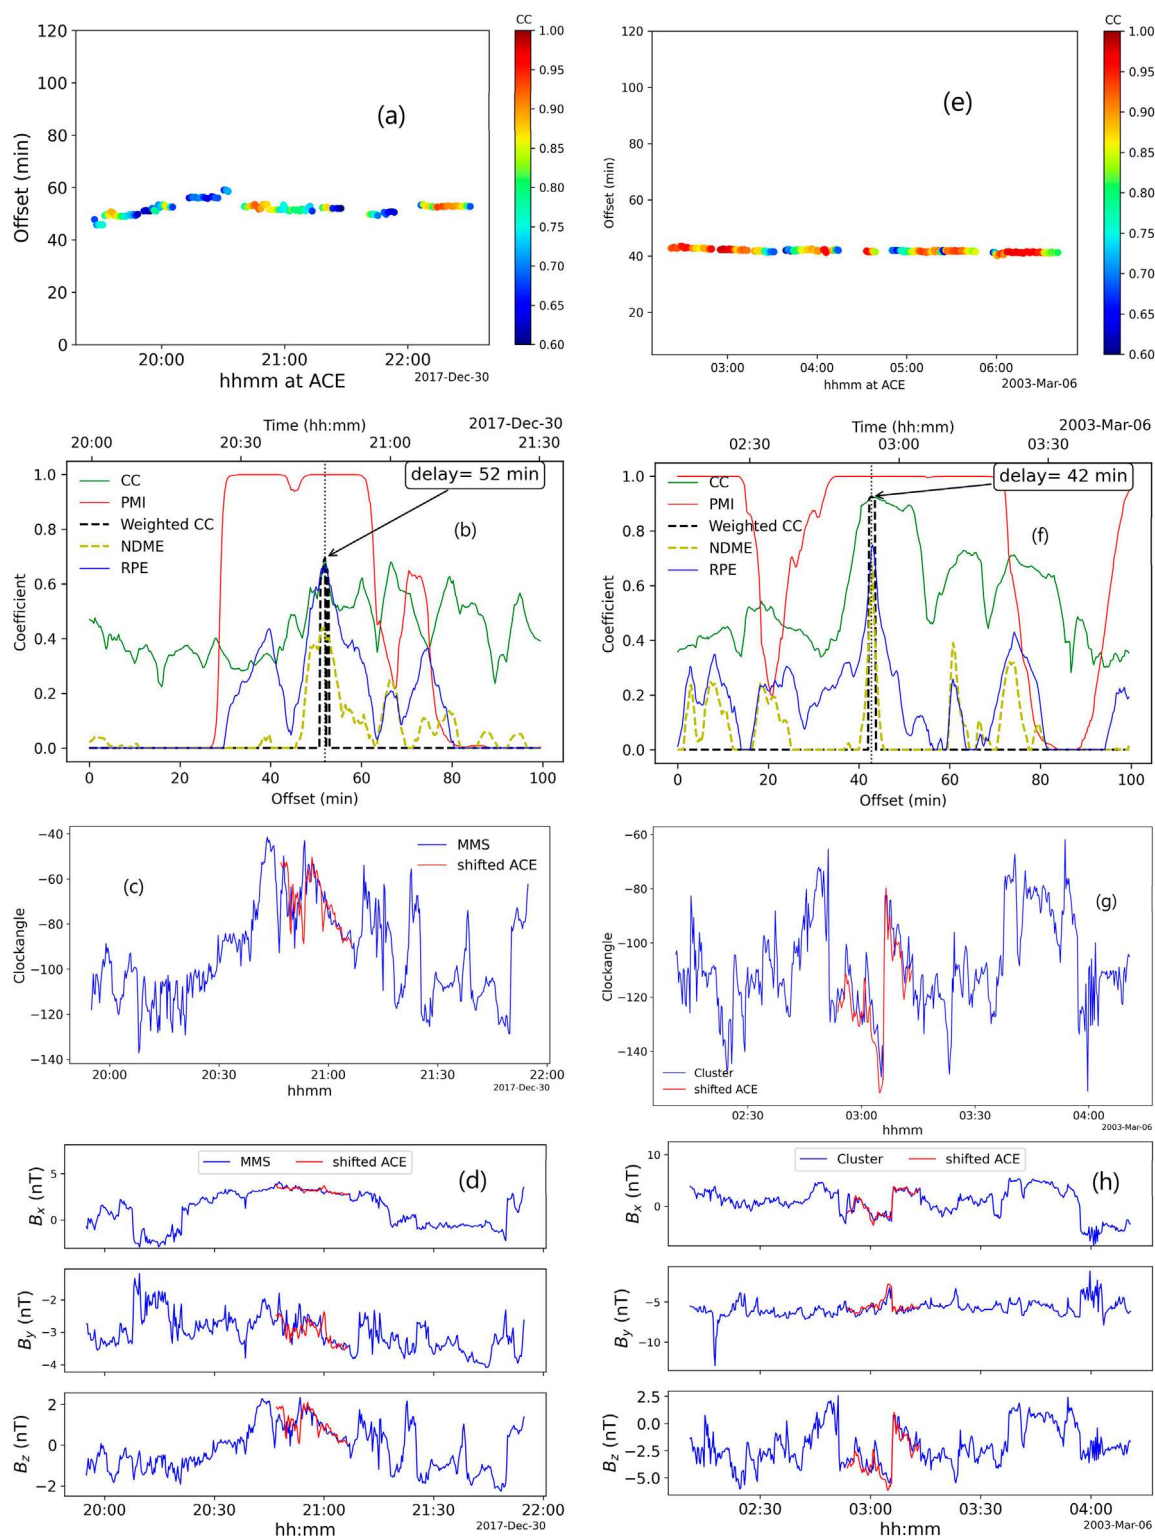 CC
1.00
0.95
0.90
0.85
0.80
0.75
0.70
0.65
0.60
(a)
120
100
80
60
40
20
0
Offset (min)
20:00 21:00 22:00
hhmm at ACE
2017-Dec-30
CC
1.00
0.95
0.90
0.85
0.80
0.75
0.70
0.65
0.60
(e)
120
100
80
60
40
20
Offset (min)
03:00 04:00 05:00 06:00
hhmm at ACE
2003-Mar-06
Time (hh:mm)
2017-Dec-30
20:00 20:30 21:00 21:30
delay= 52 min
CC
PMI
Weighted CC
NDME
RPE
(b)
1.0
0.8
0.6
0.4
0.2
0.0
Coefficient
0 20 40 60 80 100
Offset (min)
Time (hh:mm)
2003-Mar-06
02:30 03:00 03:30
delay= 42 min
CC
PMI
Weighted CC
NDME
RPE
(f)
1.0
0.8
0.6
0.4
0.2
0.0
Coefficient
0 20 40 60 80 100
Offset (min)
MMS
shifted ACE
(c)
−40
−60
−80
−100
−120
−140
Clockangle
20:00 20:30 21:00 21:30 22:00
hhmm
2017-Dec-30
(g)
−60
−80
−100
−120
−140
Clockangle
Cluster
shifted ACE
02:30 03:00 03:30 04:00
hhmm
2003-Mar-06
MMS shifted ACE
(d)
5
0
Bx (nT)
−2
−3
−4
By (nT)
2
0
−2
Bz (nT)
20:00 20:30 21:00 21:30 22:00
hh:mm
2017-Dec-30
Cluster shifted ACE
(h)
10
0
Bx (nT)
−5
−10
By (nT)
2.5
0.0
−2.5
−5.0
Bz (nT)
02:30 03:00 03:30 04:00
hh:mm
2003-Mar-06